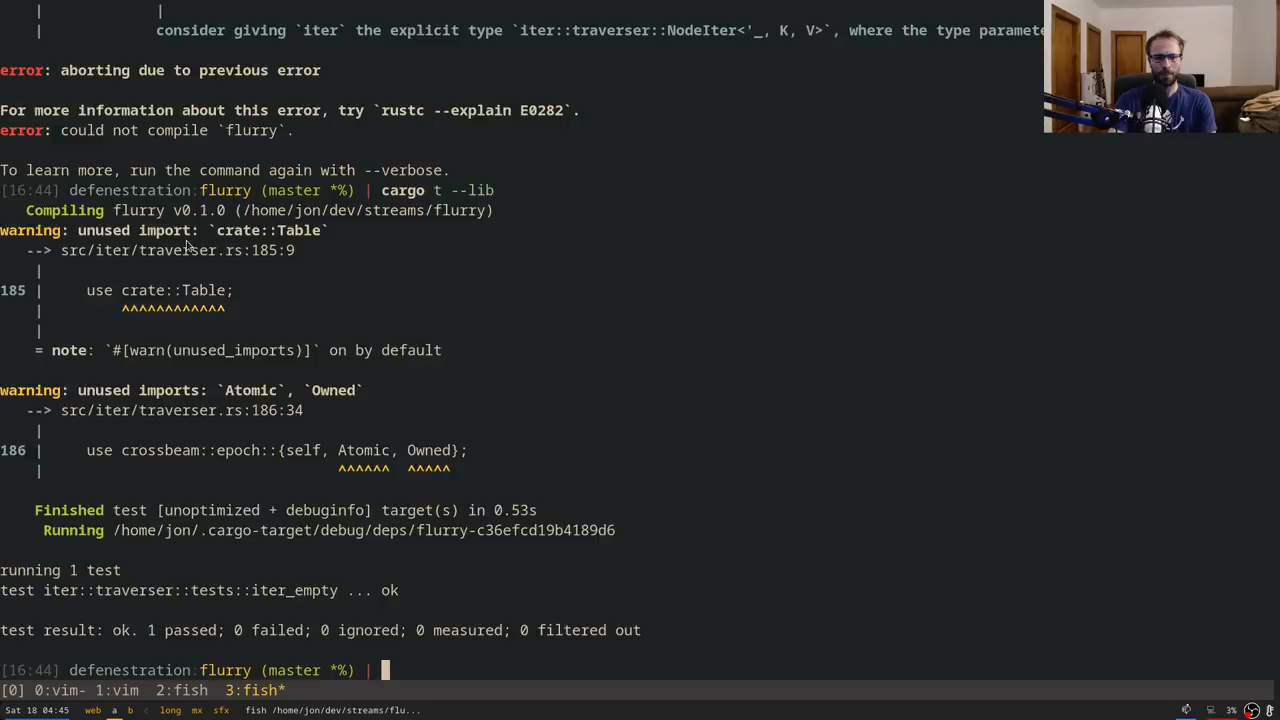 |             |
|             consider giving `iter` the explicit type `iter::traverser::NodeIter<'_, K, V>`, where the type paramete
error: aborting due to previous error
For more information about this error, try `rustc --explain E0282`.
error: could not compile `flurry`.
To learn more, run the command again with --verbose.
[16:44] defenestration:flurry (master *%) | cargo t --lib
   Compiling flurry v0.1.0 (/home/jon/dev/streams/flurry)
warning: unused import: `crate::Table`
   --> src/iter/traverser.rs:185:9
    |
185 |     use crate::Table;
    |         ^^^^^^^^^^^^
    |
    = note: `#[warn(unused_imports)]` on by default
warning: unused imports: `Atomic`, `Owned`
   --> src/iter/traverser.rs:186:34
    |
186 |     use crossbeam::epoch::{self, Atomic, Owned};
    |                                  ^^^^^^  ^^^^^
    Finished test [unoptimized + debuginfo] target(s) in 0.53s
     Running /home/jon/.cargo-target/debug/deps/flurry-c36efcd19b4189d6
running 1 test
test iter::traverser::tests::iter_empty ... ok
test result: ok. 1 passed; 0 failed; 0 ignored; 0 measured; 0 filtered out
[16:44] defenestration:flurry (master *%) |
[0] 0:vim- 1:vim  2:fish  3:fish*
Sat 18 04:45 web a b c long mx sfx fish /home/jon/dev/streams/flu... 3%